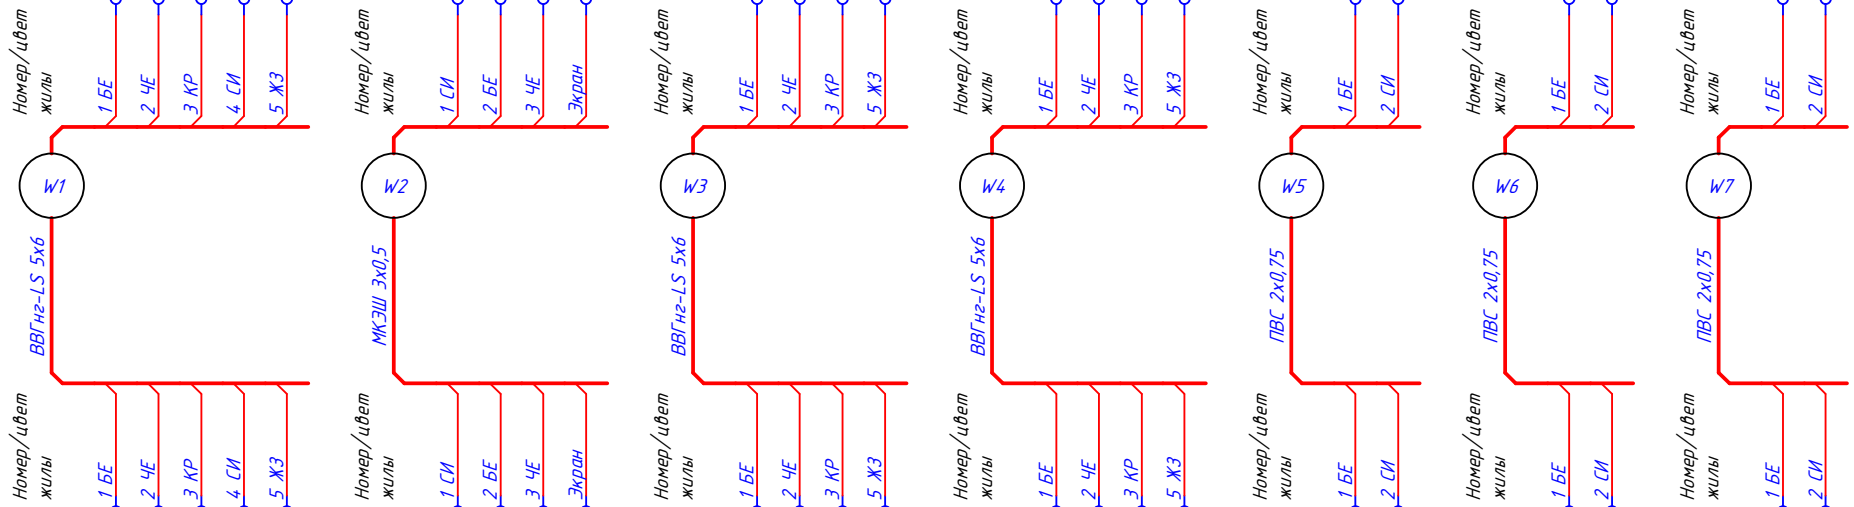 Номер/цвет
жилы
1 БЕ
2 ЧЕ
3 КР
4 СИ
5 ЖЗ
Номер/цвет
жилы
1 СИ
2 БЕ
3 ЧЕ
Экран
Номер/цвет
жилы
1 БЕ
2 ЧЕ
3 КР
5 ЖЗ
Номер/цвет
жилы
1 БЕ
2 ЧЕ
3 КР
5 ЖЗ
Номер/цвет
жилы
1 БЕ
2 СИ
Номер/цвет
жилы
1 БЕ
2 СИ
Номер/цвет
жилы
1 БЕ
2 СИ
W1
W2
W3
W4
W5
W6
W7
ВВГнг-LS 5x6
МКЭШ 3x0,5
ВВГнг-LS 5x6
ВВГнг-LS 5x6
ПВС 2x0,75
ПВС 2x0,75
ПВС 2x0,75
Номер/цвет
жилы
1 БЕ
2 ЧЕ
3 КР
4 СИ
5 ЖЗ
Номер/цвет
жилы
1 СИ
2 БЕ
3 ЧЕ
Экран
Номер/цвет
жилы
1 БЕ
2 ЧЕ
3 КР
5 ЖЗ
Номер/цвет
жилы
1 БЕ
2 ЧЕ
3 КР
5 ЖЗ
Номер/цвет
жилы
1 БЕ
2 СИ
Номер/цвет
жилы
1 БЕ
2 СИ
Номер/цвет
жилы
1 БЕ
2 СИ